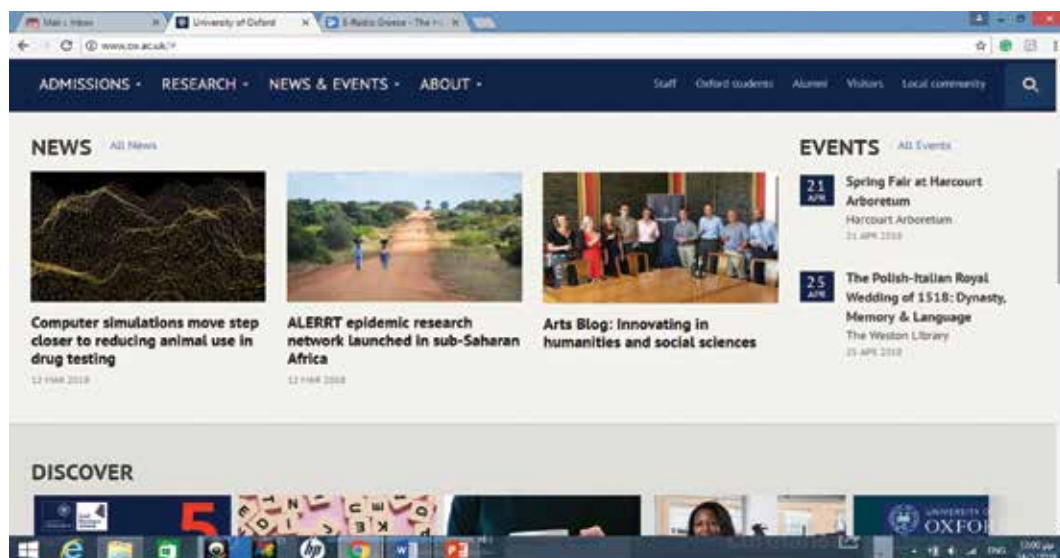 University of Oxford
E-Radio Greece - The
www.ox.ac.uk/#
ADMISSIONS RESEARCH NEWS & EVENTS ABOUT
Staff Oxford students Alumni Visitors Local community
NEWS All News
Computer simulations move step
closer to reducing animal use in
drug testing
12 MAR 2018
ALERRT epidemic research
network launched in sub-Saharan
Africa
12 MAR 2018
Arts Blog: Innovating in
humanities and social sciences
EVENTS All Events
21
APR
Spring Fair at Harcourt
Arboretum
Harcourt Arboretum
21 APR 2018
25
APR
The Polish-Italian Royal
Wedding of 1518: Dynasty,
Memory & Language
The Weston Library
25 APR 2018
DISCOVER
5
UNIVERSITY OF
OXFO
hp
ENG